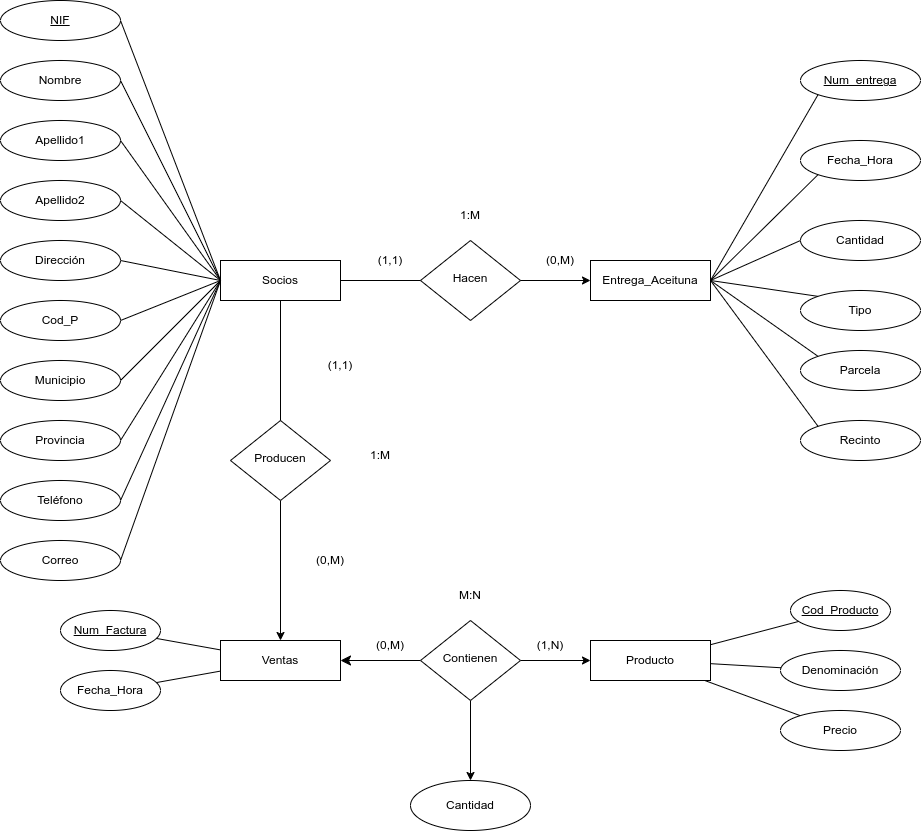 NIF
Nombre
Apellido1
Apellido2
Dirección
Cod_P
Municipio
Provincia
Teléfono
Correo
Socios
(1,1)
1:M
Hacen
(0,M)
Entrega_Aceituna
Num_entrega
Fecha_Hora
Cantidad
Tipo
Parcela
Recinto
(1,1)
Producen
1:M
(0,M)
Num_Factura
Fecha_Hora
Ventas
(0,M)
M:N
Contienen
(1,N)
Producto
Cod_Producto
Denominación
Precio
Cantidad